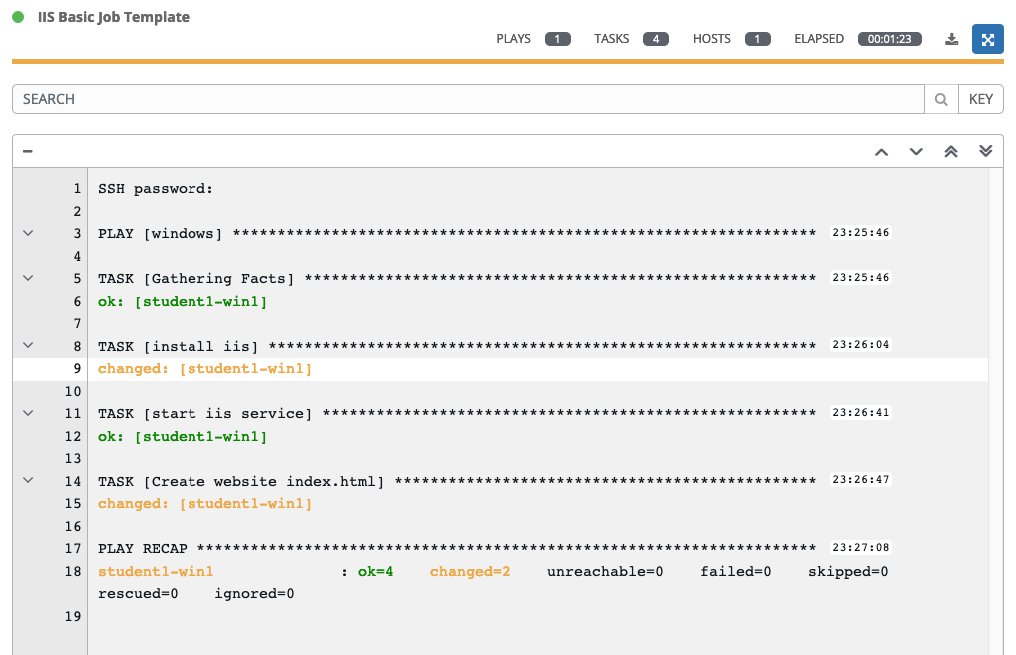 IIS Basic Job Template
PLAYS 1 TASKS 4 HOSTS 1 ELAPSED 00:01:23
SEARCH KEY
1 SSH password:
2
3 PLAY [windows] ***************************************************************** 23:25:46
4
5 TASK [Gathering Facts] ********************************************************* 23:25:46
6 ok: [student1-win1]
7
8 TASK [install iis] ************************************************************* 23:26:04
9 changed: [student1-win1]
10
11 TASK [start iis service] ******************************************************* 23:26:41
12 ok: [student1-win1]
13
14 TASK [Create website index.html] *********************************************** 23:26:47
15 changed: [student1-win1]
16
17 PLAY RECAP ********************************************************************* 23:27:08
18 student1-win1 : ok=4 changed=2 unreachable=0 failed=0 skipped=0
rescued=0 ignored=0
19